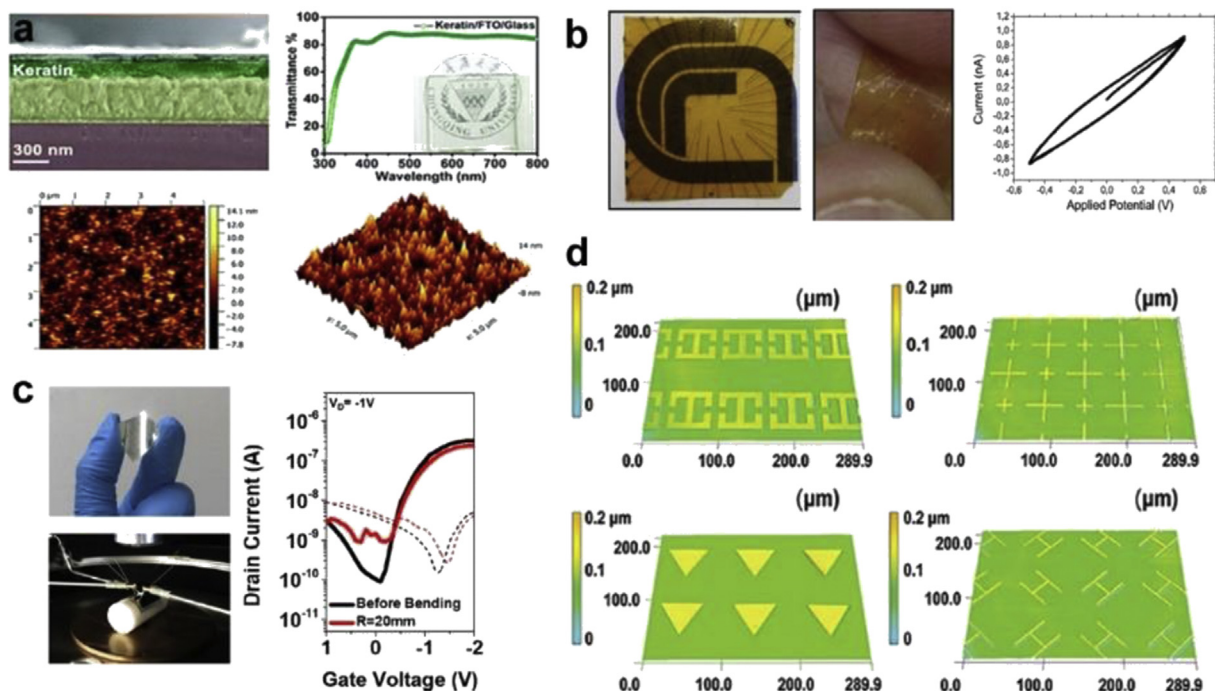 a
Keratin
300 nm
Keratin/FTO/Glass
Transmittance %
100
80
60
40
20
0
300 400 500 600 700 800
Wavelength (nm)
CHONGQING UNIVERSITY
0 µm 1 2 3 4
0
1
2
3
4
14.1 nm
12.0
10.0
8.0
6.0
4.0
2.0
0.0
-2.0
-4.0
-7.8
14 nm
-8 nm
x: 5.0 µm
b
Current (nA)
1,0
0,8
0,6
0,4
0,2
0,0
-0,2
-0,4
-0,6
-0,8
-1,0
-0,6 -0,4 -0,2 0,0 0,2 0,4 0,6
Applied Potential (V)
c
Drain Current (A)
V_D= -1V
10⁻⁵
10⁻⁶
10⁻⁷
10⁻⁸
10⁻⁹
10⁻¹⁰
10⁻¹¹
Before Bending
R=20mm
1 0 -1 -2
Gate Voltage (V)
d
0.2 µm
0.1
0
(µm)
200.0
100.0
0.0 100.0 200.0 289.9
0.2 µm
0.1
0
(µm)
200.0
100.0
0.0 100.0 200.0 289.9
0.2 µm
0.1
0
(µm)
200.0
100.0
0.0 100.0 200.0 289.9
0.2 µm
0.1
0
(µm)
200.0
100.0
0.0 100.0 200.0 289.9